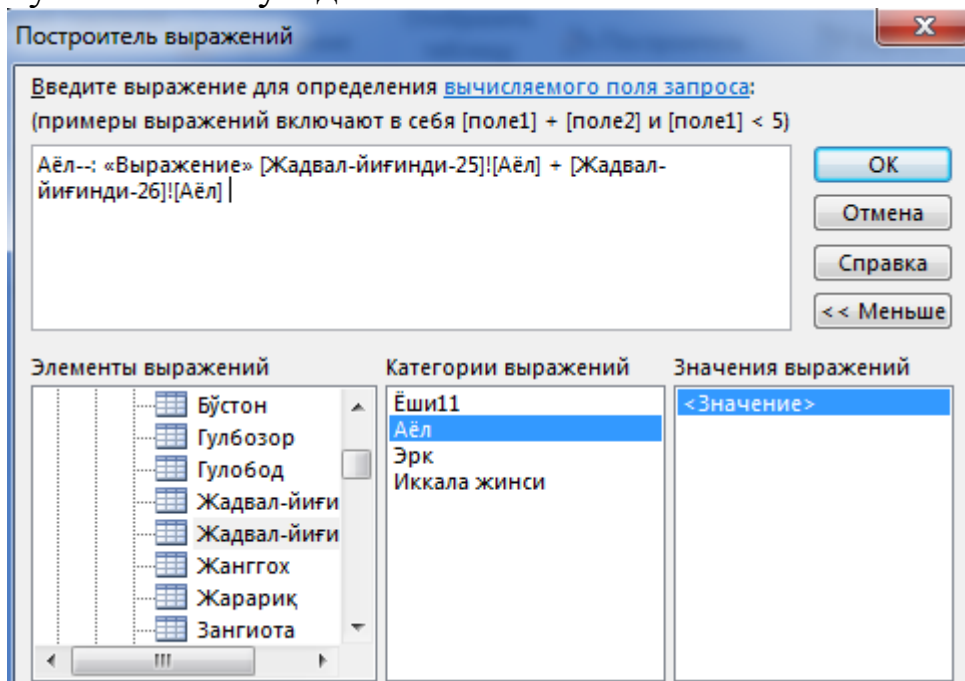 Построитель выражений
Введите выражение для определения вычисляемого поля запроса:
(примеры выражений включают в себя [поле1] + [поле2] и [поле1] < 5)
Аёл--: «Выражение» [Жадвал-йиғинди-25]![Аёл] + [Жадвал-
йиғинди-26]![Аёл]
ОК
Отмена
Справка
<< Меньше
Элементы выражений
Бўстон
Гулбозор
Гулобод
Жадвал-йиғи
Жадвал-йиғи
Жанггох
Жарариқ
Зангиота
Категории выражений
Ёши11
Аёл
Эрк
Иккала жинси
Значения выражений
<Значение>